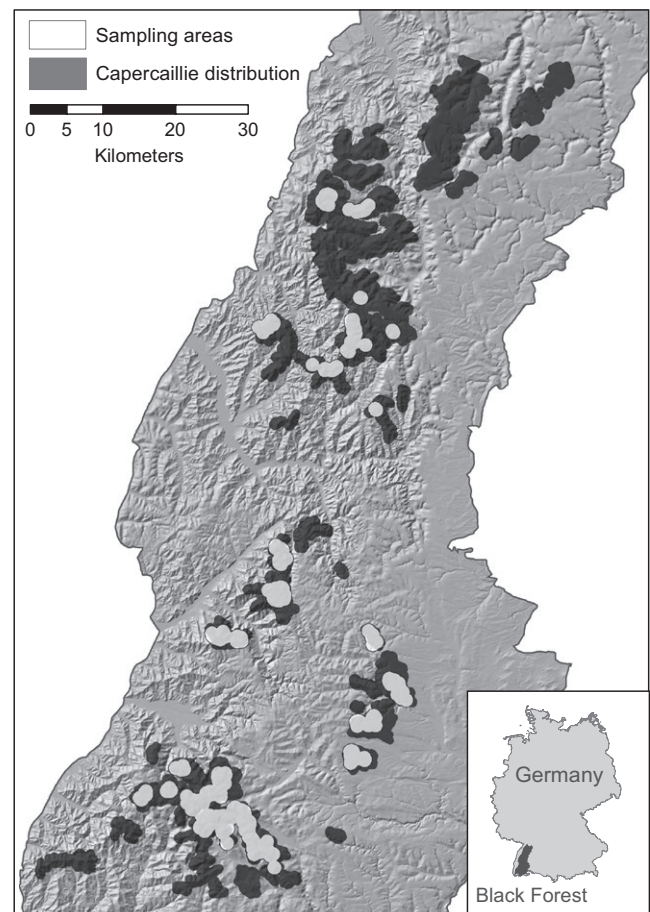 Sampling areas
Capercaillie distribution
0 5 10 20 30
Kilometers
Germany
Black Forest